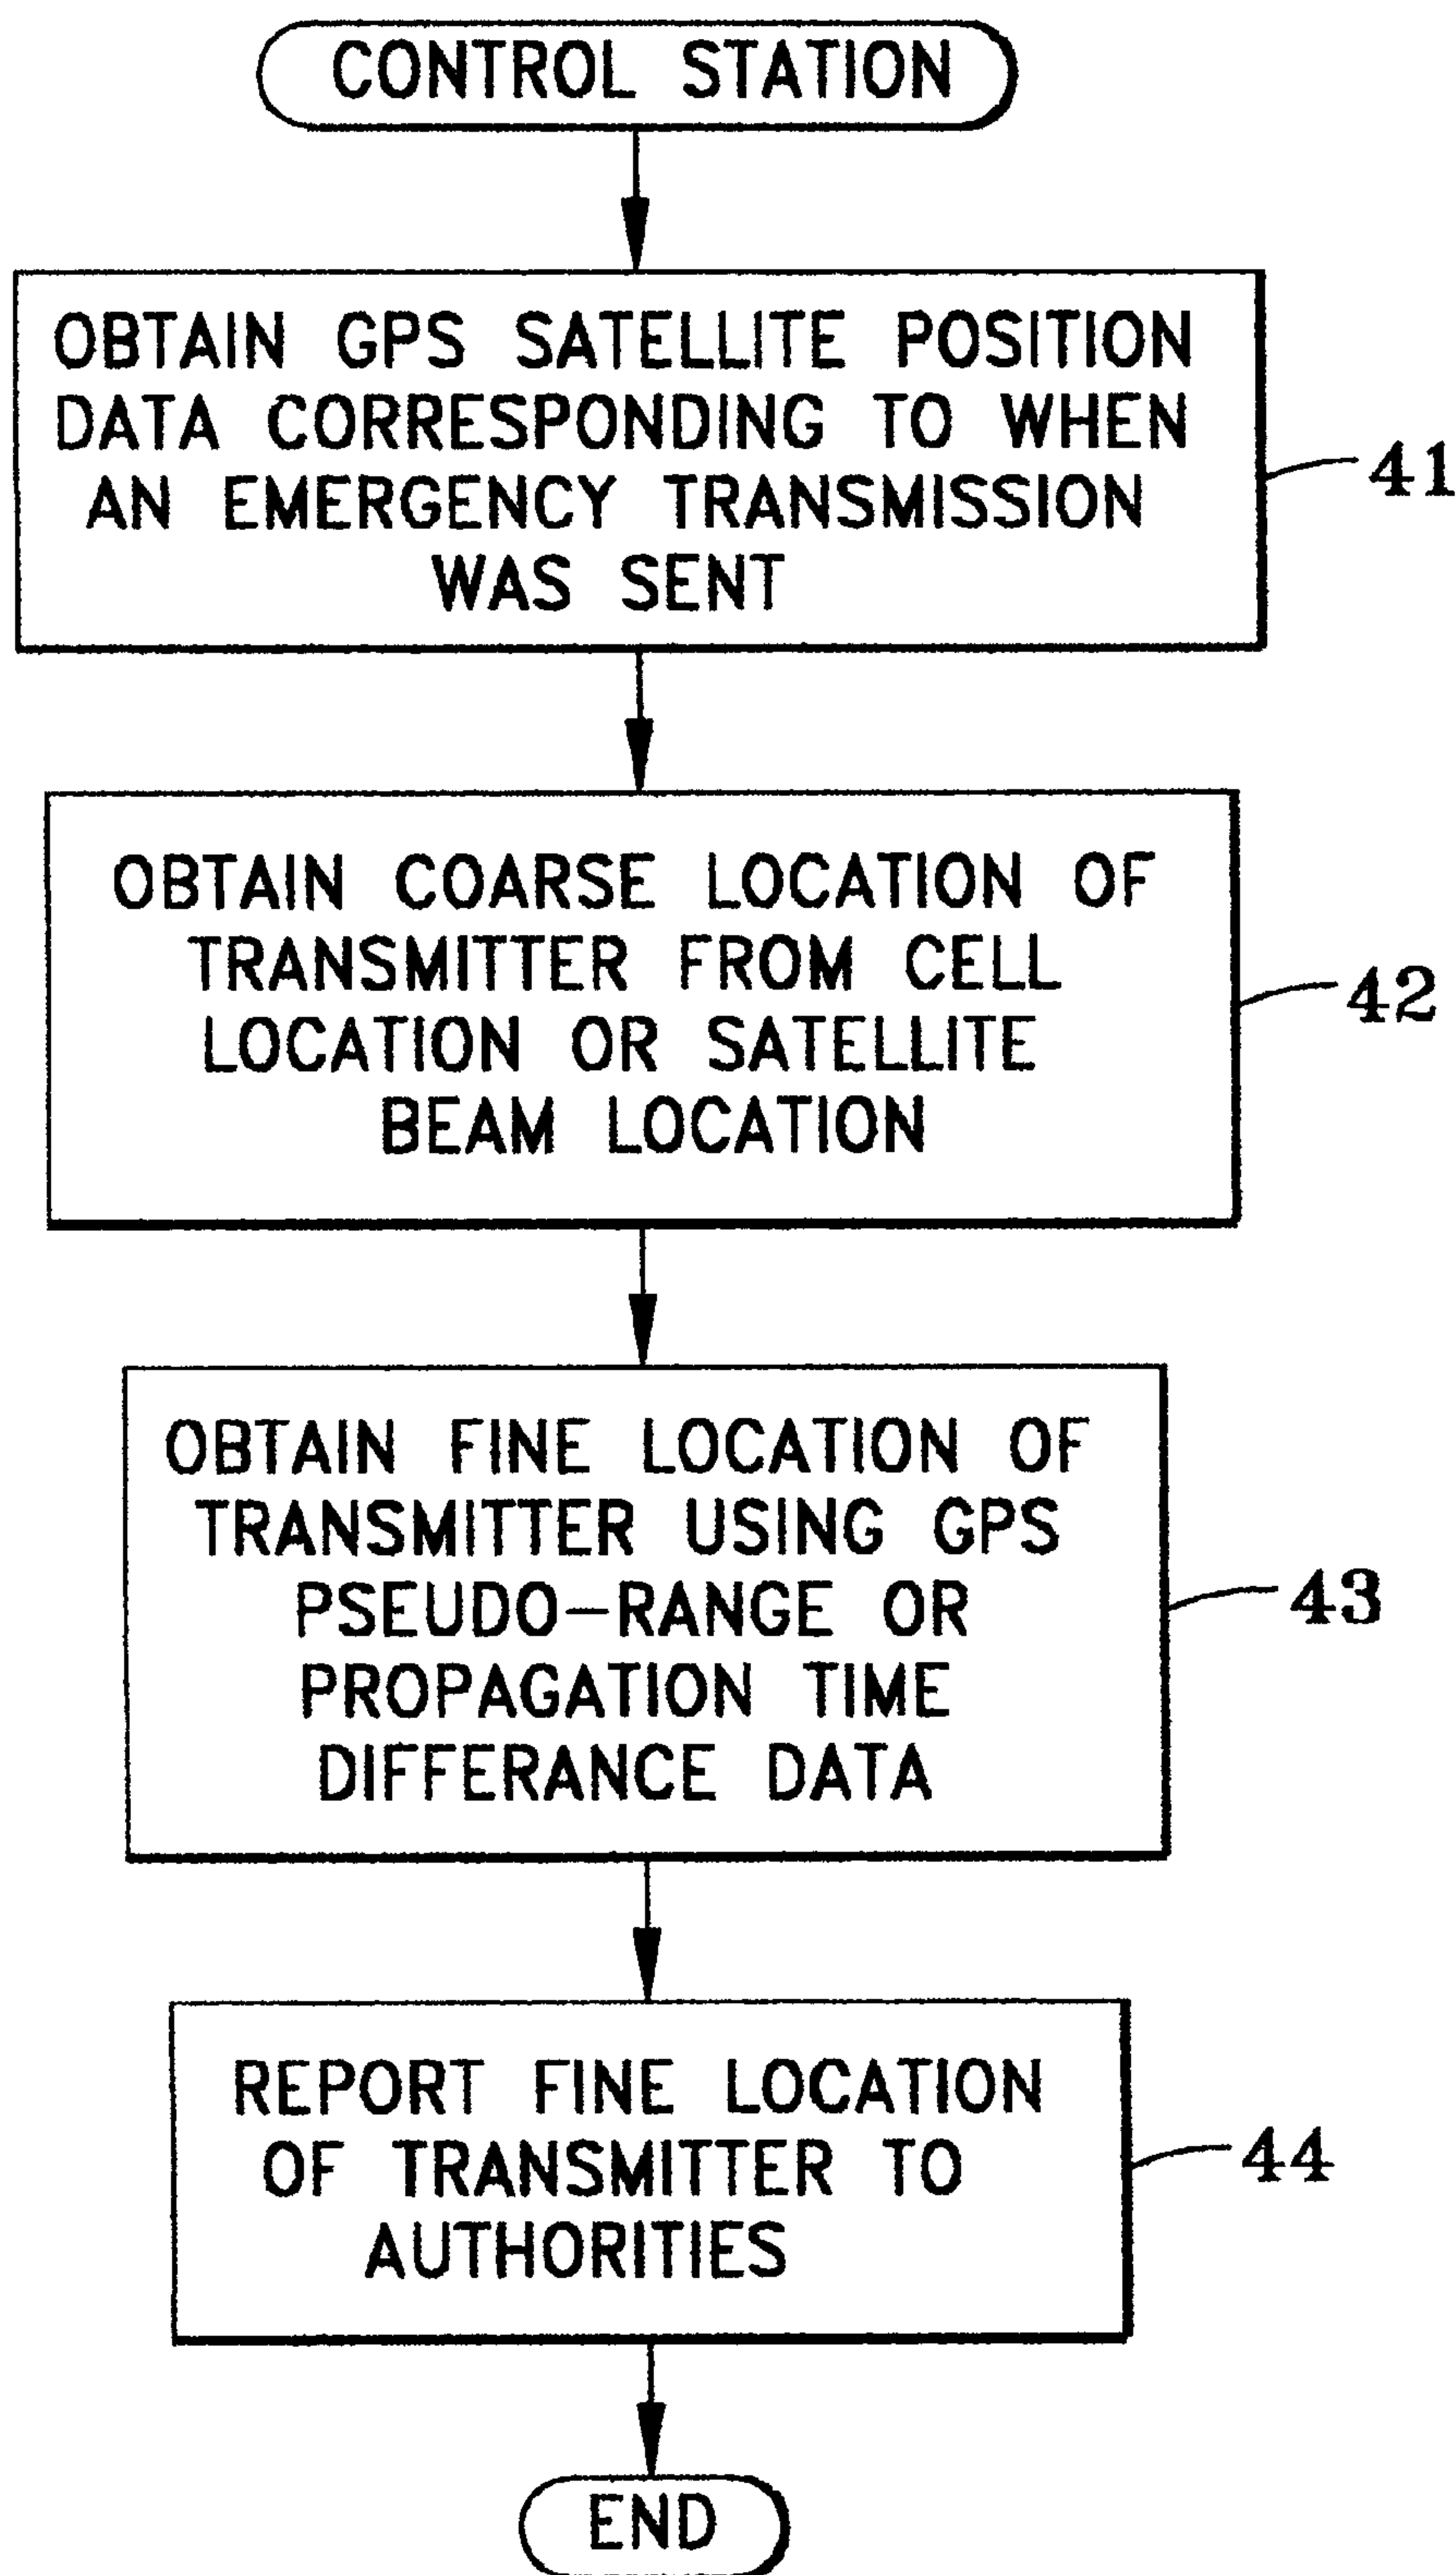 CONTROL STATION
OBTAIN GPS SATELLITE POSITION
DATA CORRESPONDING TO WHEN
AN EMERGENCY TRANSMISSION
WAS SENT
41
OBTAIN COARSE LOCATION OF
TRANSMITTER FROM CELL
LOCATION OR SATELLITE
BEAM LOCATION
42
OBTAIN FINE LOCATION OF
TRANSMITTER USING GPS
PSEUDO-RANGE OR
PROPAGATION TIME
DIFFERANCE DATA
43
REPORT FINE LOCATION
OF TRANSMITTER TO
AUTHORITIES
44
END